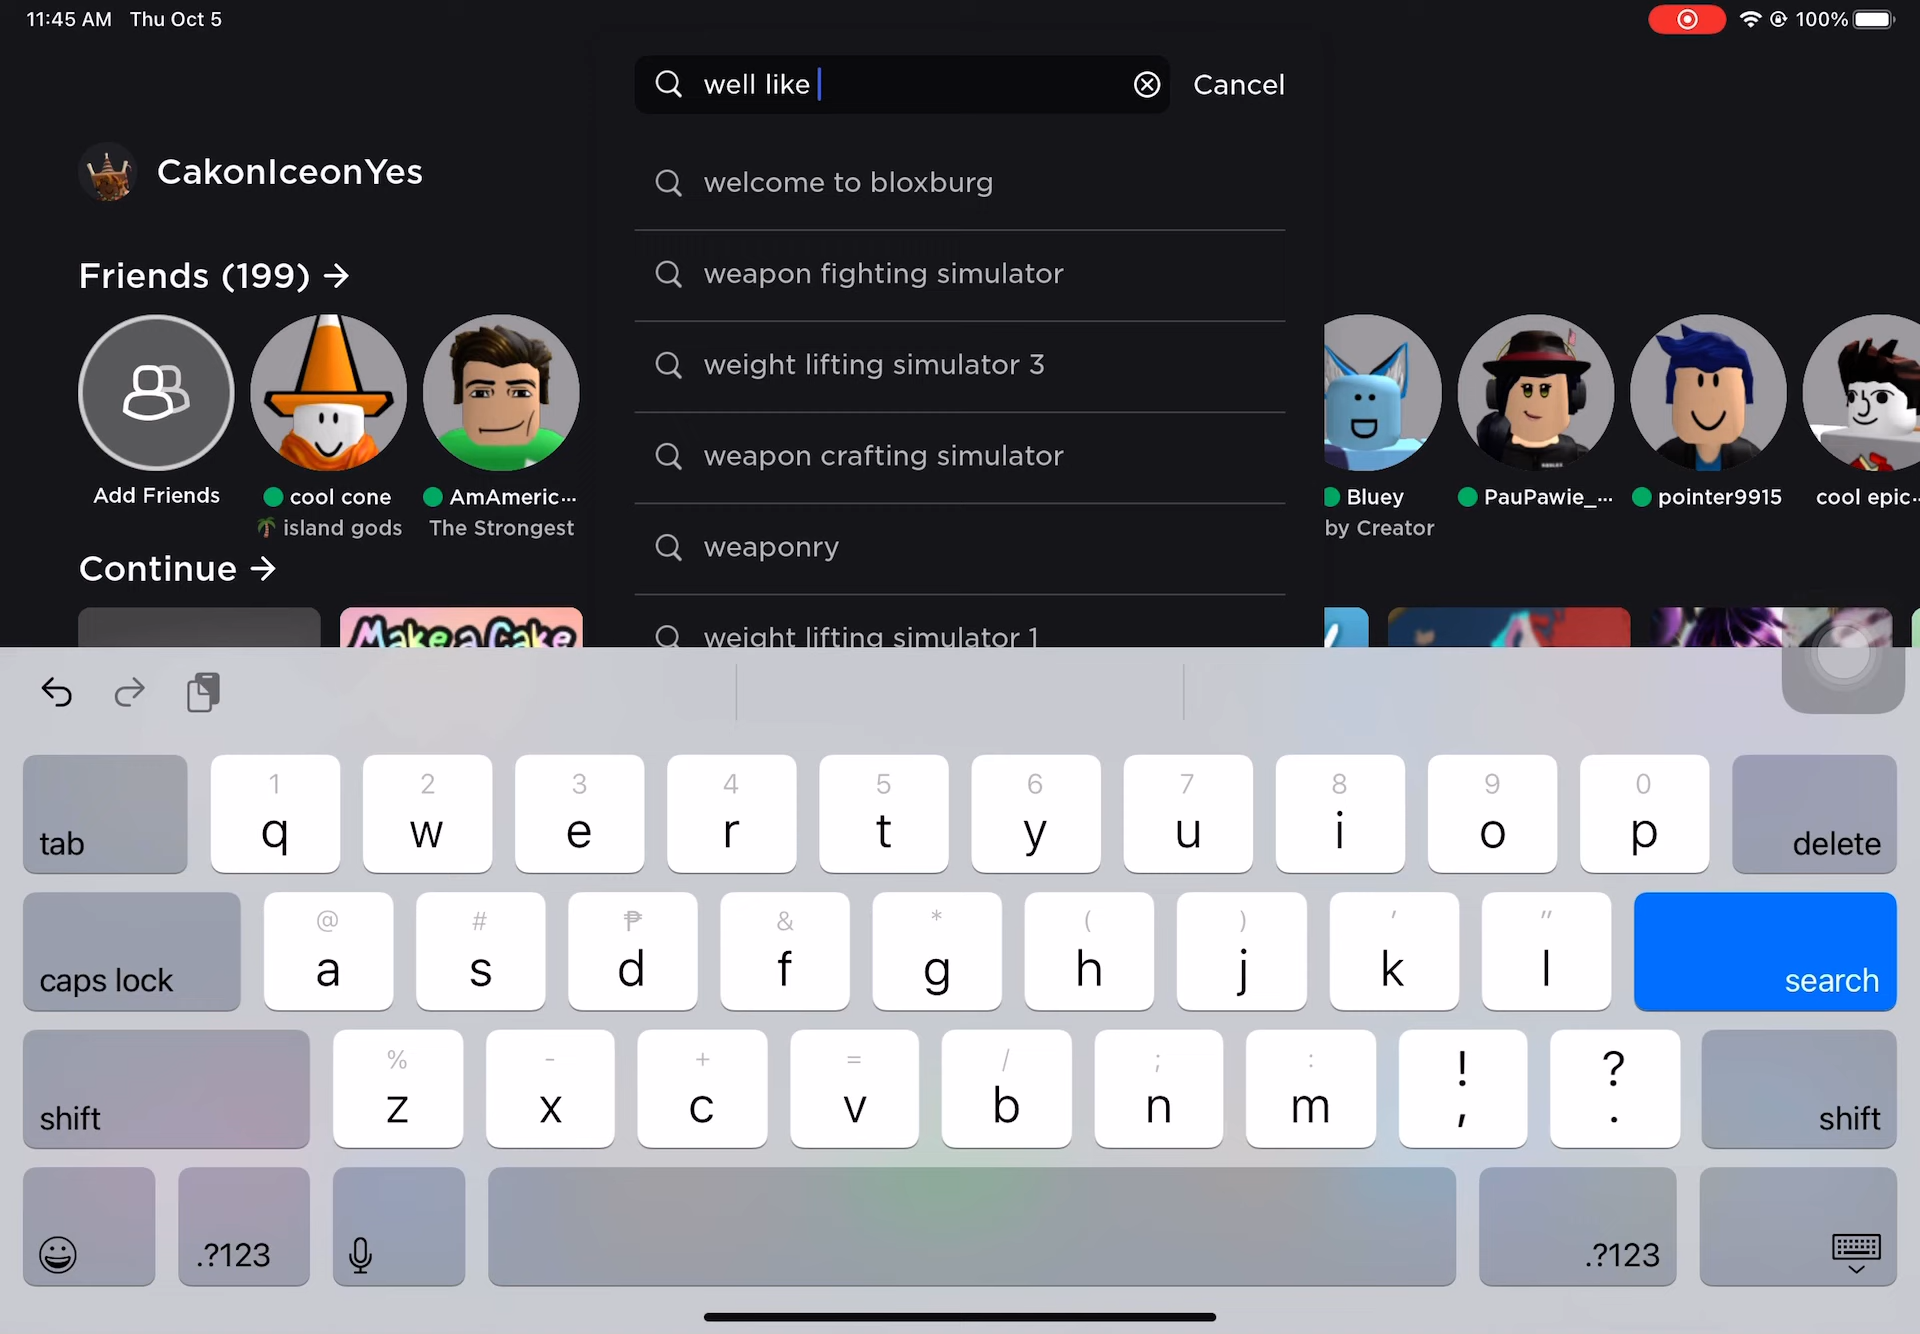 11:45 AM Thu Oct 5
100%
well like
Cancel
CakonIceonYes
welcome to bloxburg
weapon fighting simulator
Friends (199) →
weight lifting simulator 3
weapon crafting simulator
Add Friends
cool cone
AmAmeric...
Bluey
PauPawie_...
pointer9915
cool epic..
island gods
The Strongest
by Creator
weaponry
Continue →
Make a Cake
weight lifting simulator 1
tab
1 2 3 4 5 6 7 8 9 0
q w e r t y u i o p
delete
caps lock
@ # ₱ & * ( ) ' "
a s d f g h j k l
search
shift
% - + = / ; : ! ?
z x c v b n m , .
shift
.?123
.?123